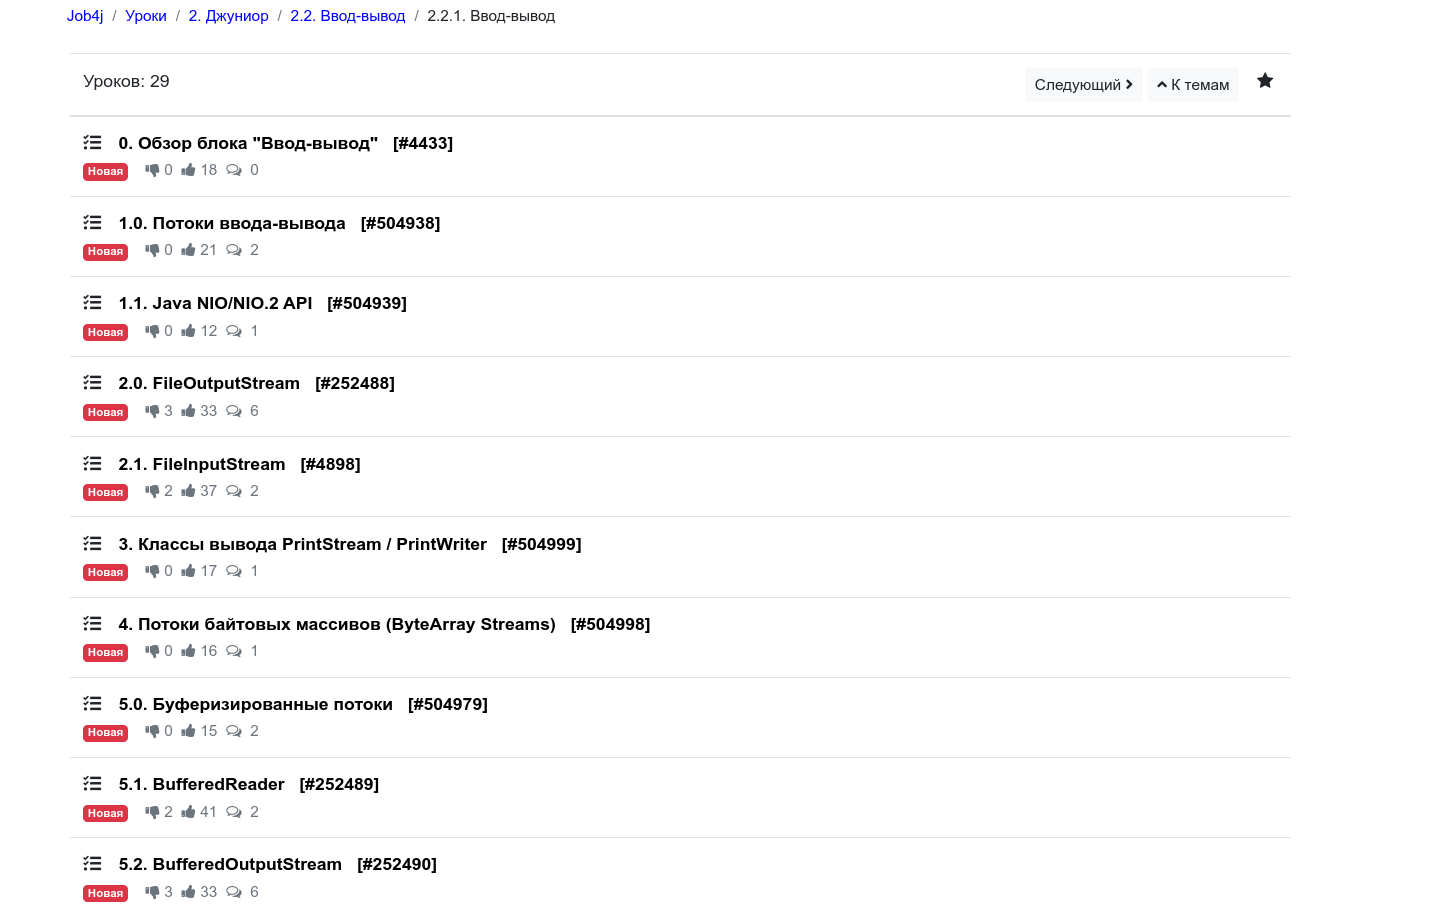 Job4j / Уроки / 2. Джуниор / 2.2. Ввод-вывод / 2.2.1. Ввод-вывод
Уроков: 29 Следующий К темам
0. Обзор блока "Ввод-вывод" [#4433]
Новая 0 18 0
1.0. Потоки ввода-вывода [#504938]
Новая 0 21 2
1.1. Java NIO/NIO.2 API [#504939]
Новая 0 12 1
2.0. FileOutputStream [#252488]
Новая 3 33 6
2.1. FileInputStream [#4898]
Новая 2 37 2
3. Классы вывода PrintStream / PrintWriter [#504999]
Новая 0 17 1
4. Потоки байтовых массивов (ByteArray Streams) [#504998]
Новая 0 16 1
5.0. Буферизированные потоки [#504979]
Новая 0 15 2
5.1. BufferedReader [#252489]
Новая 2 41 2
5.2. BufferedOutputStream [#252490]
Новая 3 33 6